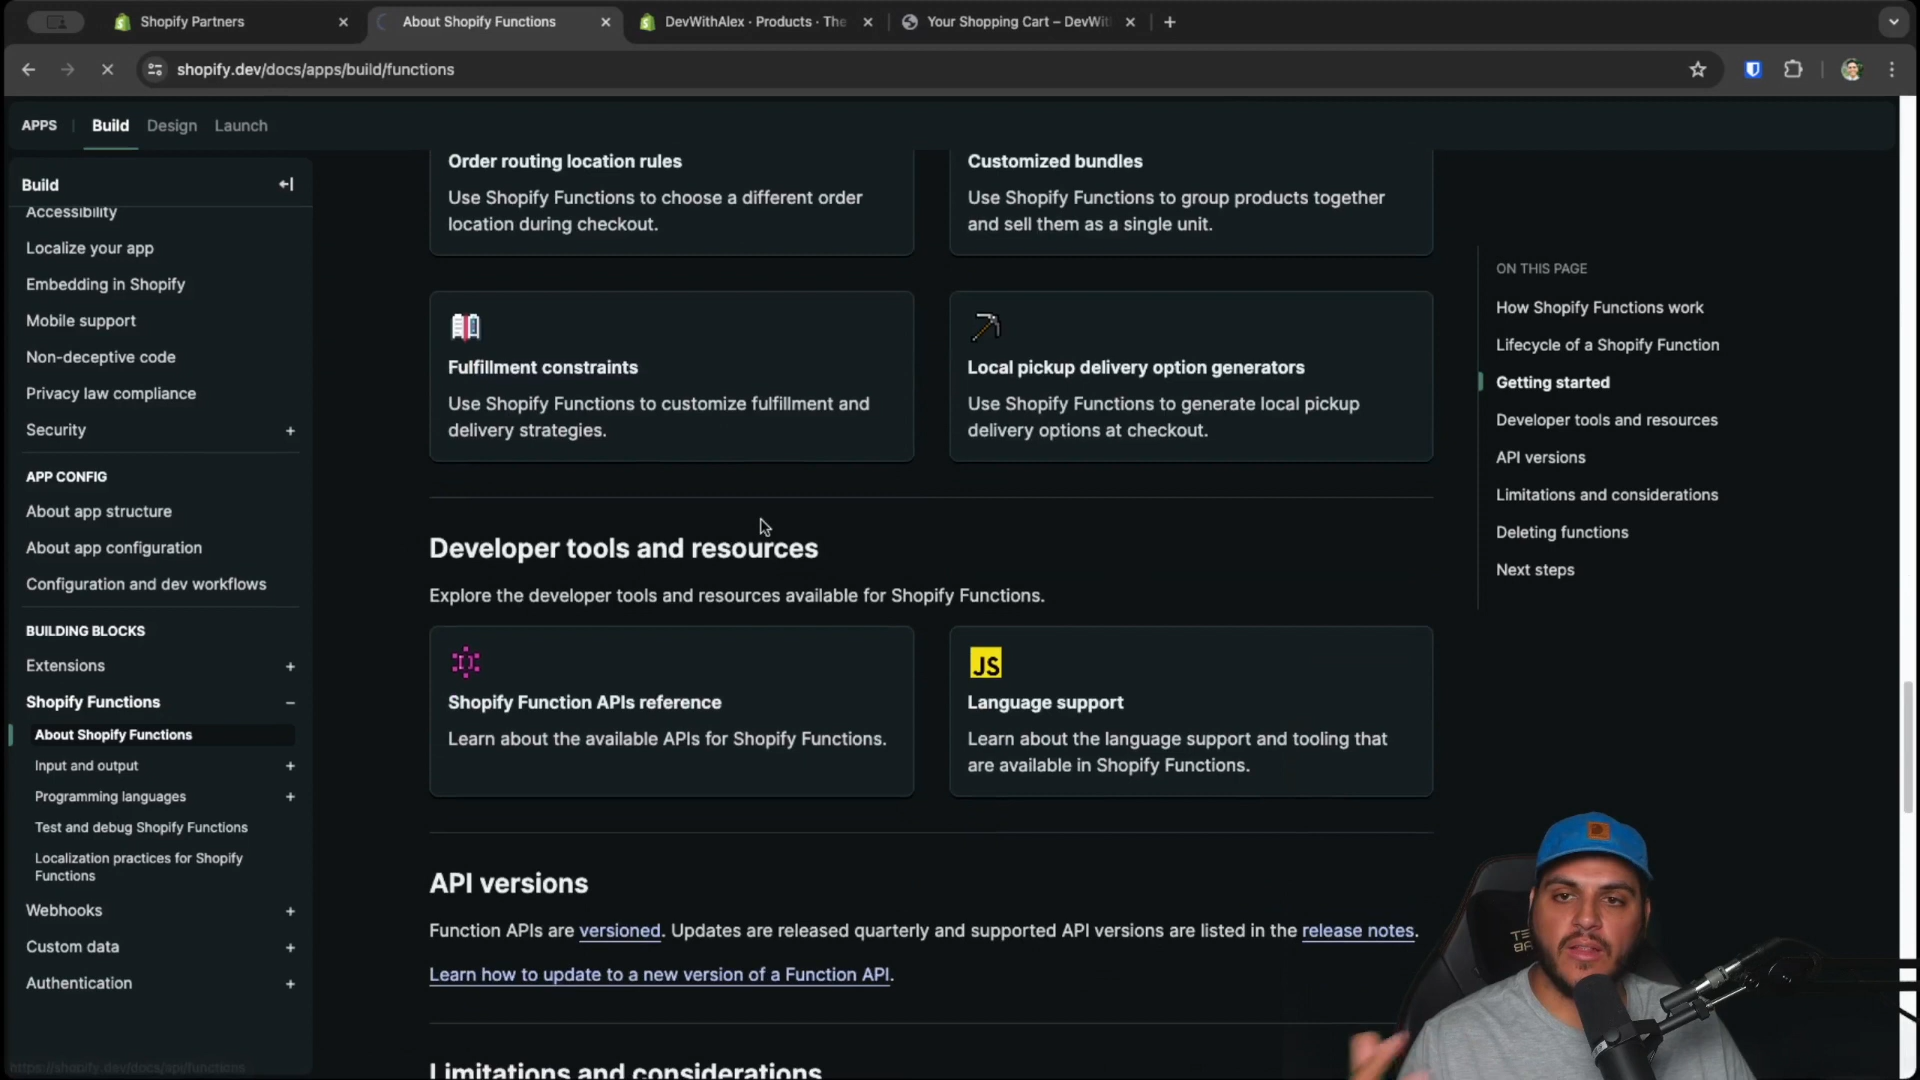 Shopify Partners
About Shopify Functions
DevWithAlex · Products · The
Your Shopping Cart – DevWit
shopify.dev/docs/apps/build/functions
APPS
Build
Design
Launch
Build
Accessibility
Localize your app
Embedding in Shopify
Mobile support
Non-deceptive code
Privacy law compliance
Security
APP CONFIG
About app structure
About app configuration
Configuration and dev workflows
BUILDING BLOCKS
Extensions
Shopify Functions
About Shopify Functions
Input and output
Programming languages
Test and debug Shopify Functions
Localization practices for Shopify
Functions
Webhooks
Custom data
Authentication
https://shopify.dev/docs/api/functions
Order routing location rules
Use Shopify Functions to choose a different order
location during checkout.
Customized bundles
Use Shopify Functions to group products together
and sell them as a single unit.
Fulfillment constraints
Use Shopify Functions to customize fulfillment and
delivery strategies.
Local pickup delivery option generators
Use Shopify Functions to generate local pickup
delivery options at checkout.
Developer tools and resources
Explore the developer tools and resources available for Shopify Functions.
Shopify Function APIs reference
Learn about the available APIs for Shopify Functions.
JS
Language support
Learn about the language support and tooling that
are available in Shopify Functions.
API versions
Function APIs are versioned. Updates are released quarterly and supported API versions are listed in the release notes.
Learn how to update to a new version of a Function API.
Limitations and considerations
ON THIS PAGE
How Shopify Functions work
Lifecycle of a Shopify Function
Getting started
Developer tools and resources
API versions
Limitations and considerations
Deleting functions
Next steps